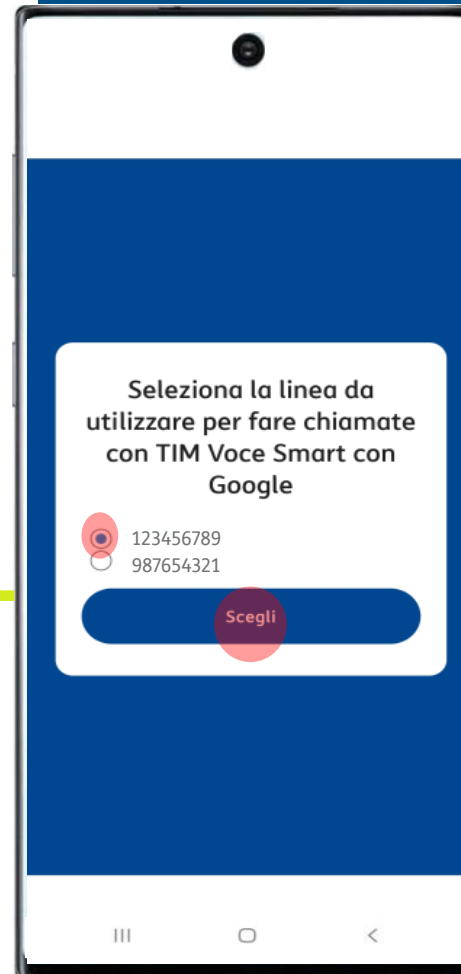 Seleziona la linea da
utilizzare per fare chiamate
con TIM Voce Smart con
Google
123456789
987654321
Scegli